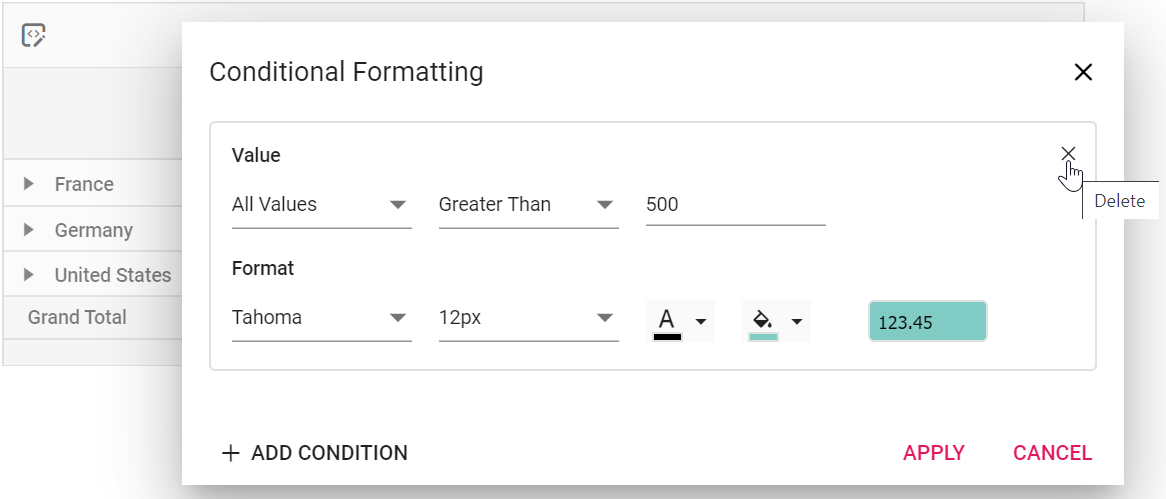 Conditional Formatting
Value
All Values Greater Than 500
Delete
Format
Tahoma 12px A 123.45
ADD CONDITION APPLY CANCEL
France
Germany
United States
Grand Total